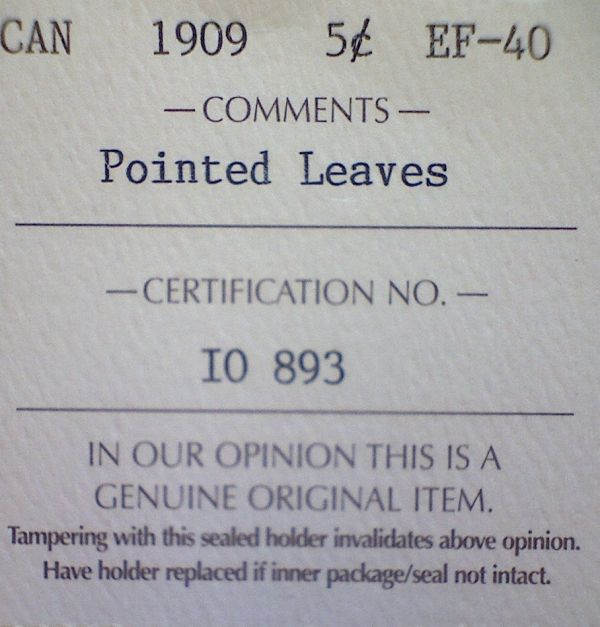 CAN 1909 5¢ EF-40
— COMMENTS —
Pointed Leaves
— CERTIFICATION NO. —
IO 893
IN OUR OPINION THIS IS A
GENUINE ORIGINAL ITEM.
Tampering with this sealed holder invalidates above opinion.
Have holder replaced if inner package/seal not intact.